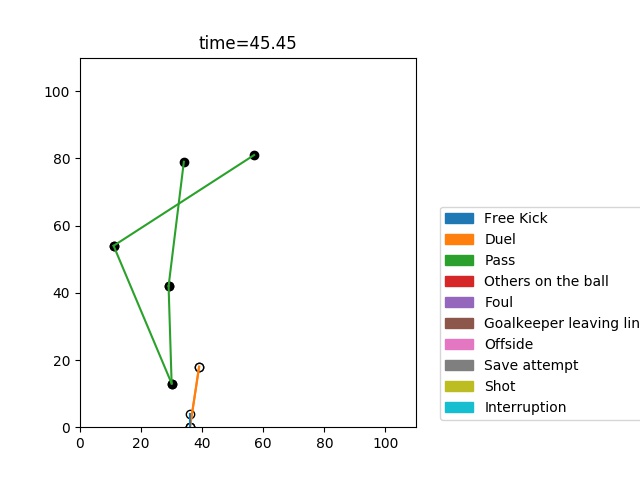 time=45.45
100
80
60
40
20
0
0 20 40 60 80 100
Free Kick
Duel
Pass
Others on the ball
Foul
Goalkeeper leaving lin
Offside
Save attempt
Shot
Interruption